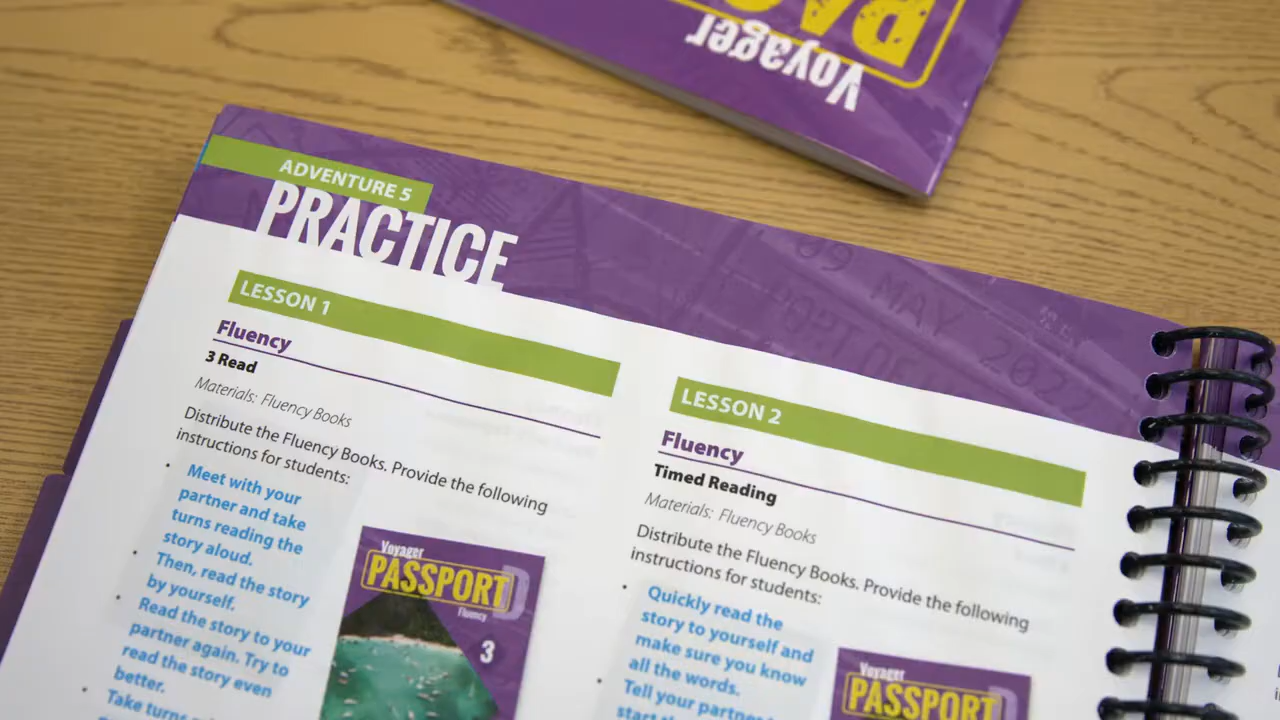 Voyager
PA
ADVENTURE 5
PRACTICE
09 MAY 2027
LESSON 1
Fluency
3 Read
Materials: Fluency Books
Distribute the Fluency Books. Provide the following
instructions for students:
• Meet with your
partner and take
turns reading the
story aloud.
• Then, read the story
by yourself.
• Read the story to your
partner again. Try to
read the story even
better.
• Take turns
Voyager
PASSPORT D
Fluency
3
LESSON 2
Fluency
Timed Reading
Materials: Fluency Books
Distribute the Fluency Books. Provide the following
instructions for students:
• Quickly read the
story to yourself and
make sure you know
all the words.
• Tell your partner
Voyager
PASSPORT